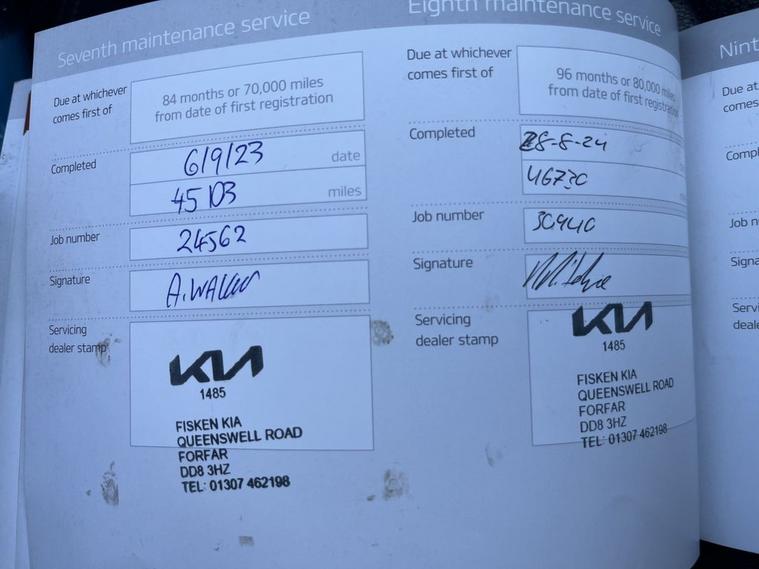 Seventh maintenance service
Due at whichever
comes first of
84 months or 70,000 miles
from date of first registration
Completed
6/9/23
date
45103
miles
Job number
24562
Signature
A.WALKER
Servicing
dealer stamp
KIA
1485
FISKEN KIA
QUEENSWELL ROAD
FORFAR
DD8 3HZ
TEL: 01307 462198
Eighth maintenance service
Due at whichever
comes first of
96 months or 80,000 miles
from date of first registration
Completed
28-8-24
46730
Job number
30940
Signature
Servicing
dealer stamp
KIA
1485
FISKEN KIA
QUEENSWELL ROAD
FORFAR
DD8 3HZ
TEL: 01307 462198
Nint
Due at
comes
Compl
Job n
Signa
Servi
deale